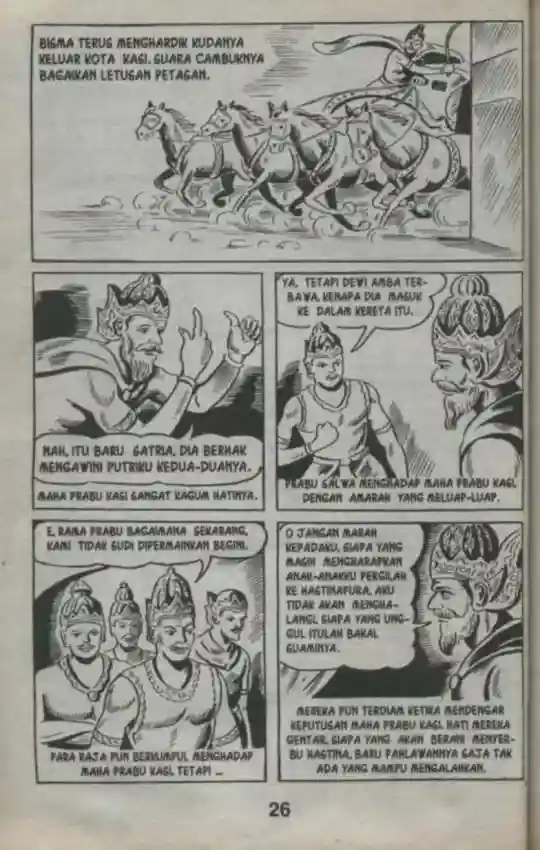 BISMA TERUS MENGHARDIK KUDANYA
KELUAR KOTA KASI. SUARA CAMBUKNYA
BAGAIKAN LETUSAN PETASAN.
NAH, ITU BARU SATRIA, DIA BERHAK
MENGAWINI PUTRIKU KEDUA-DUANYA.
MAHA PRABU KASI SANGAT KAGUM HATINYA.
YA, TETAPI DEWI AMBA TER-
BAWA, KENAPA DIA MASUK
KE DALAM KERETA ITU.
PRABU SALWA MENGHADAP MAHA PRABU KASI,
DENGAN AMARAH YANG MELUAP-LUAP.
E, RAMA PRABU BAGAIMANA SEKARANG,
KAMI TIDAK SUDI DIPERMAINKAN BEGINI.
PARA RAJA PUN BERKUMPUL MENGHADAP
MAHA PRABU KASI, TETAPI ...
O JANGAN MARAH
KEPADAKU, SIAPA YANG
MASIH MENGHARAPKAN
ANAK-ANAKKU PERGILAH
KE HASTINAPURA. AKU
TIDAK AKAN MENGHA-
LANGI, SIAPA YANG UNG-
GUL ITULAH BAKAL
SUAMINYA.
MEREKA PUN TERDIAM KETIKA MENDENGAR
KEPUTUSAN MAHA PRABU KASI. HATI MEREKA
GENTAR, SIAPA YANG AKAN BERANI MENYER-
BU HASTINA, BARU PAHLAWANNYA SAJA TAK
ADA YANG MAMPU MENGALAHKAN.
26